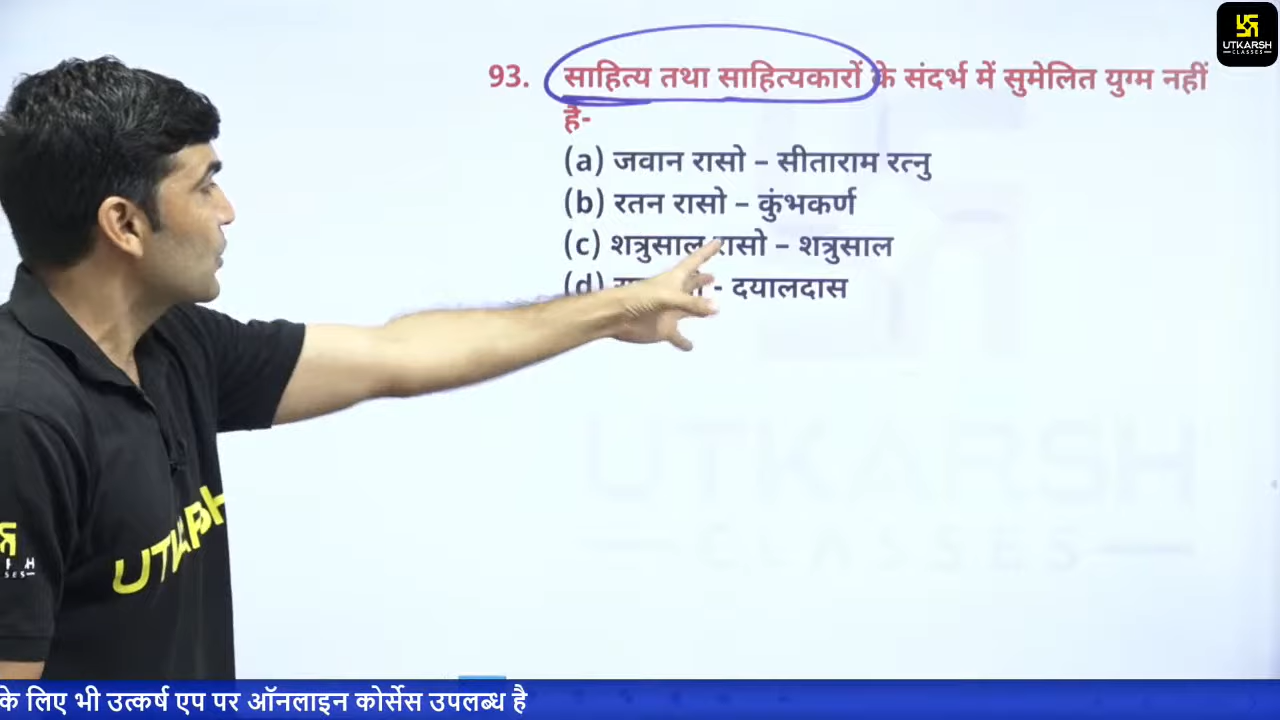 UTKARSH
CLASSES
93. साहित्य तथा साहित्यकारों के संदर्भ में सुमेलित युग्म नहीं
है-
(a) जवान रासो – सीताराम रत्नु
(b) रतन रासो – कुंभकर्ण
(c) शत्रुसाल रासो – शत्रुसाल
(d) - दयालदास
UTKARSH
CLASSES
UTKARSH
के लिए भी उत्कर्ष एप पर ऑनलाइन कोर्सेस उपलब्ध है